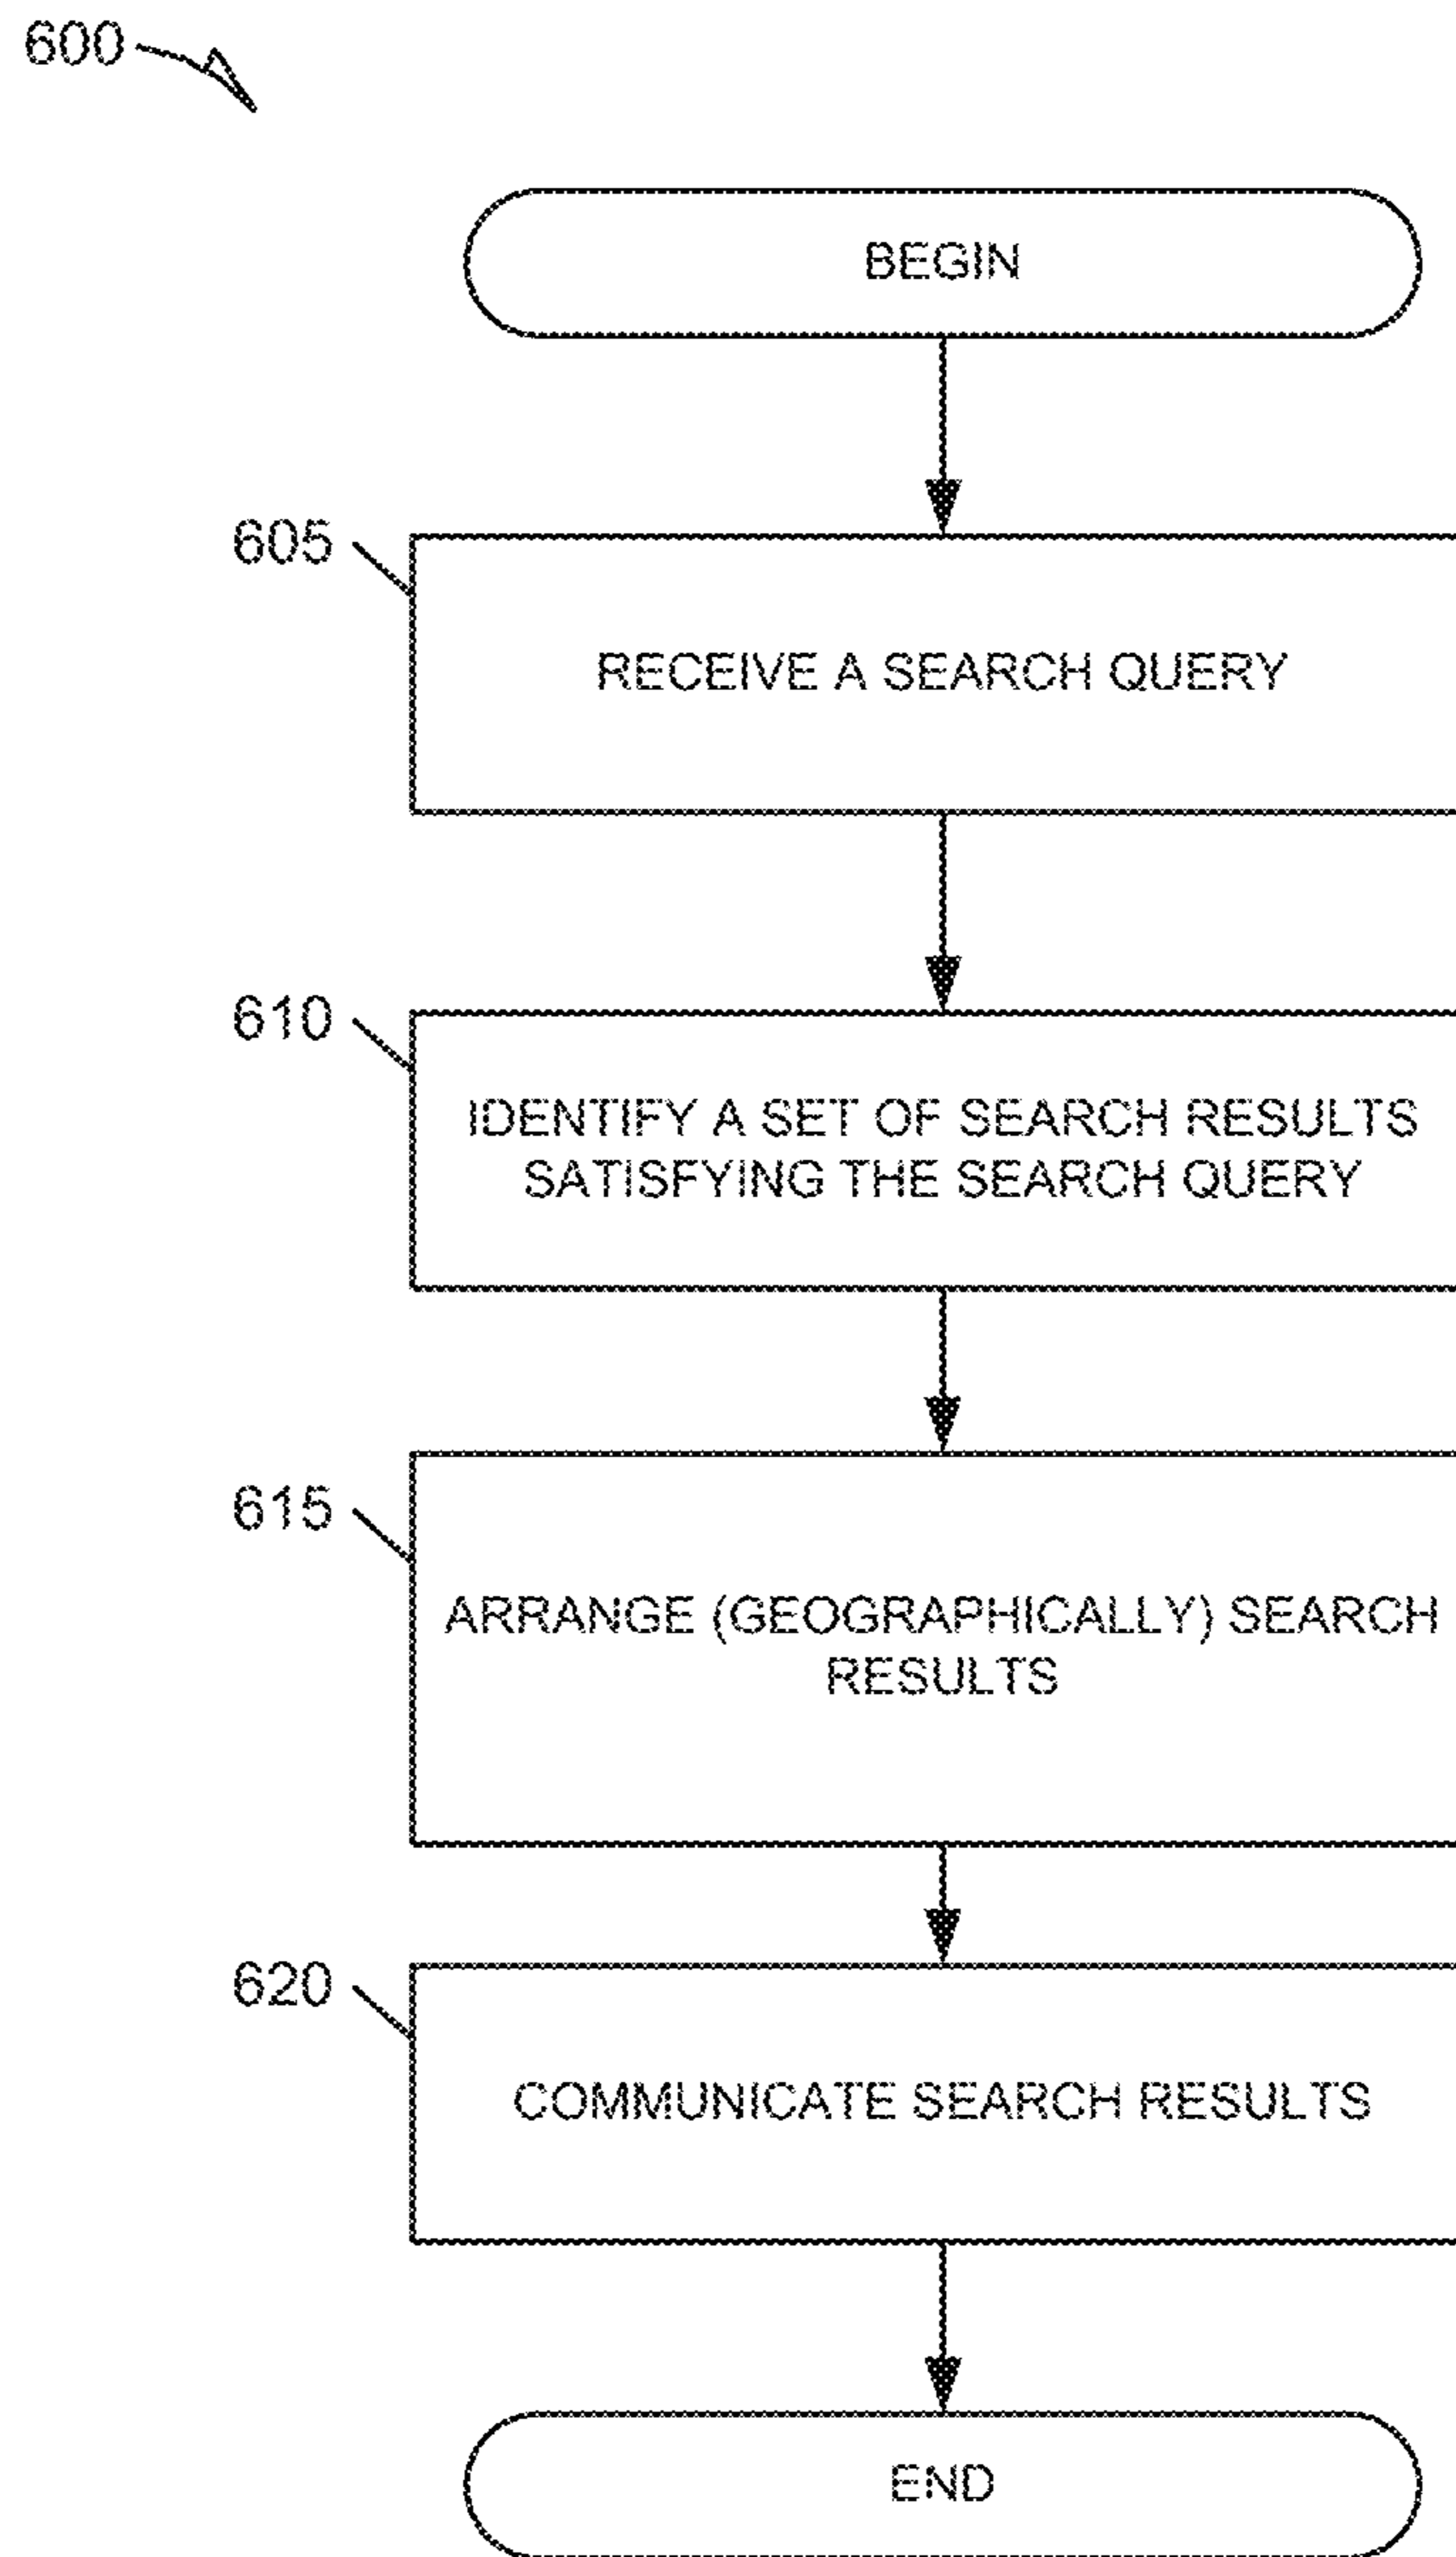 600
BEGIN
605
RECEIVE A SEARCH QUERY
610
IDENTIFY A SET OF SEARCH RESULTS
SATISFYING THE SEARCH QUERY
615
ARRANGE (GEOGRAPHICALLY) SEARCH
RESULTS
620
COMMUNICATE SEARCH RESULTS
END